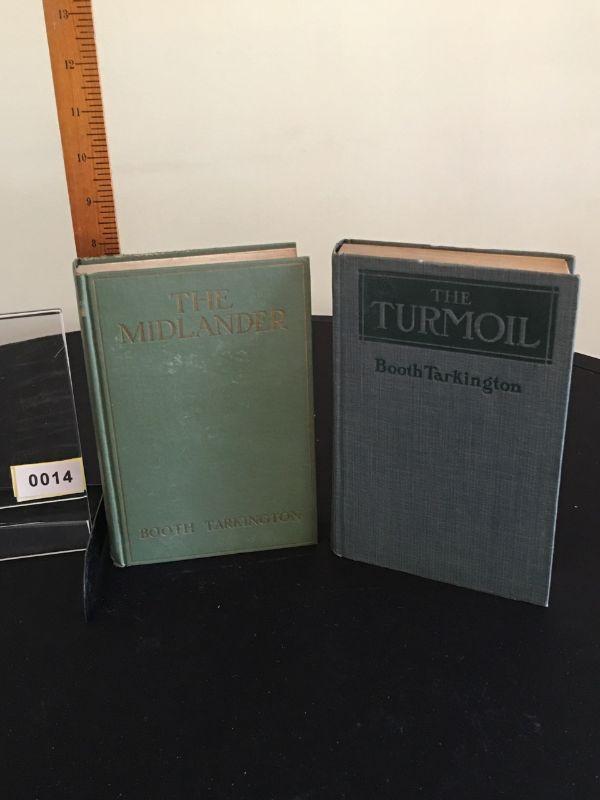 13
12
11
10
9
8
0014
THE
MIDLANDER
BOOTH TARKINGTON
THE
TURMOIL
Booth Tarkington